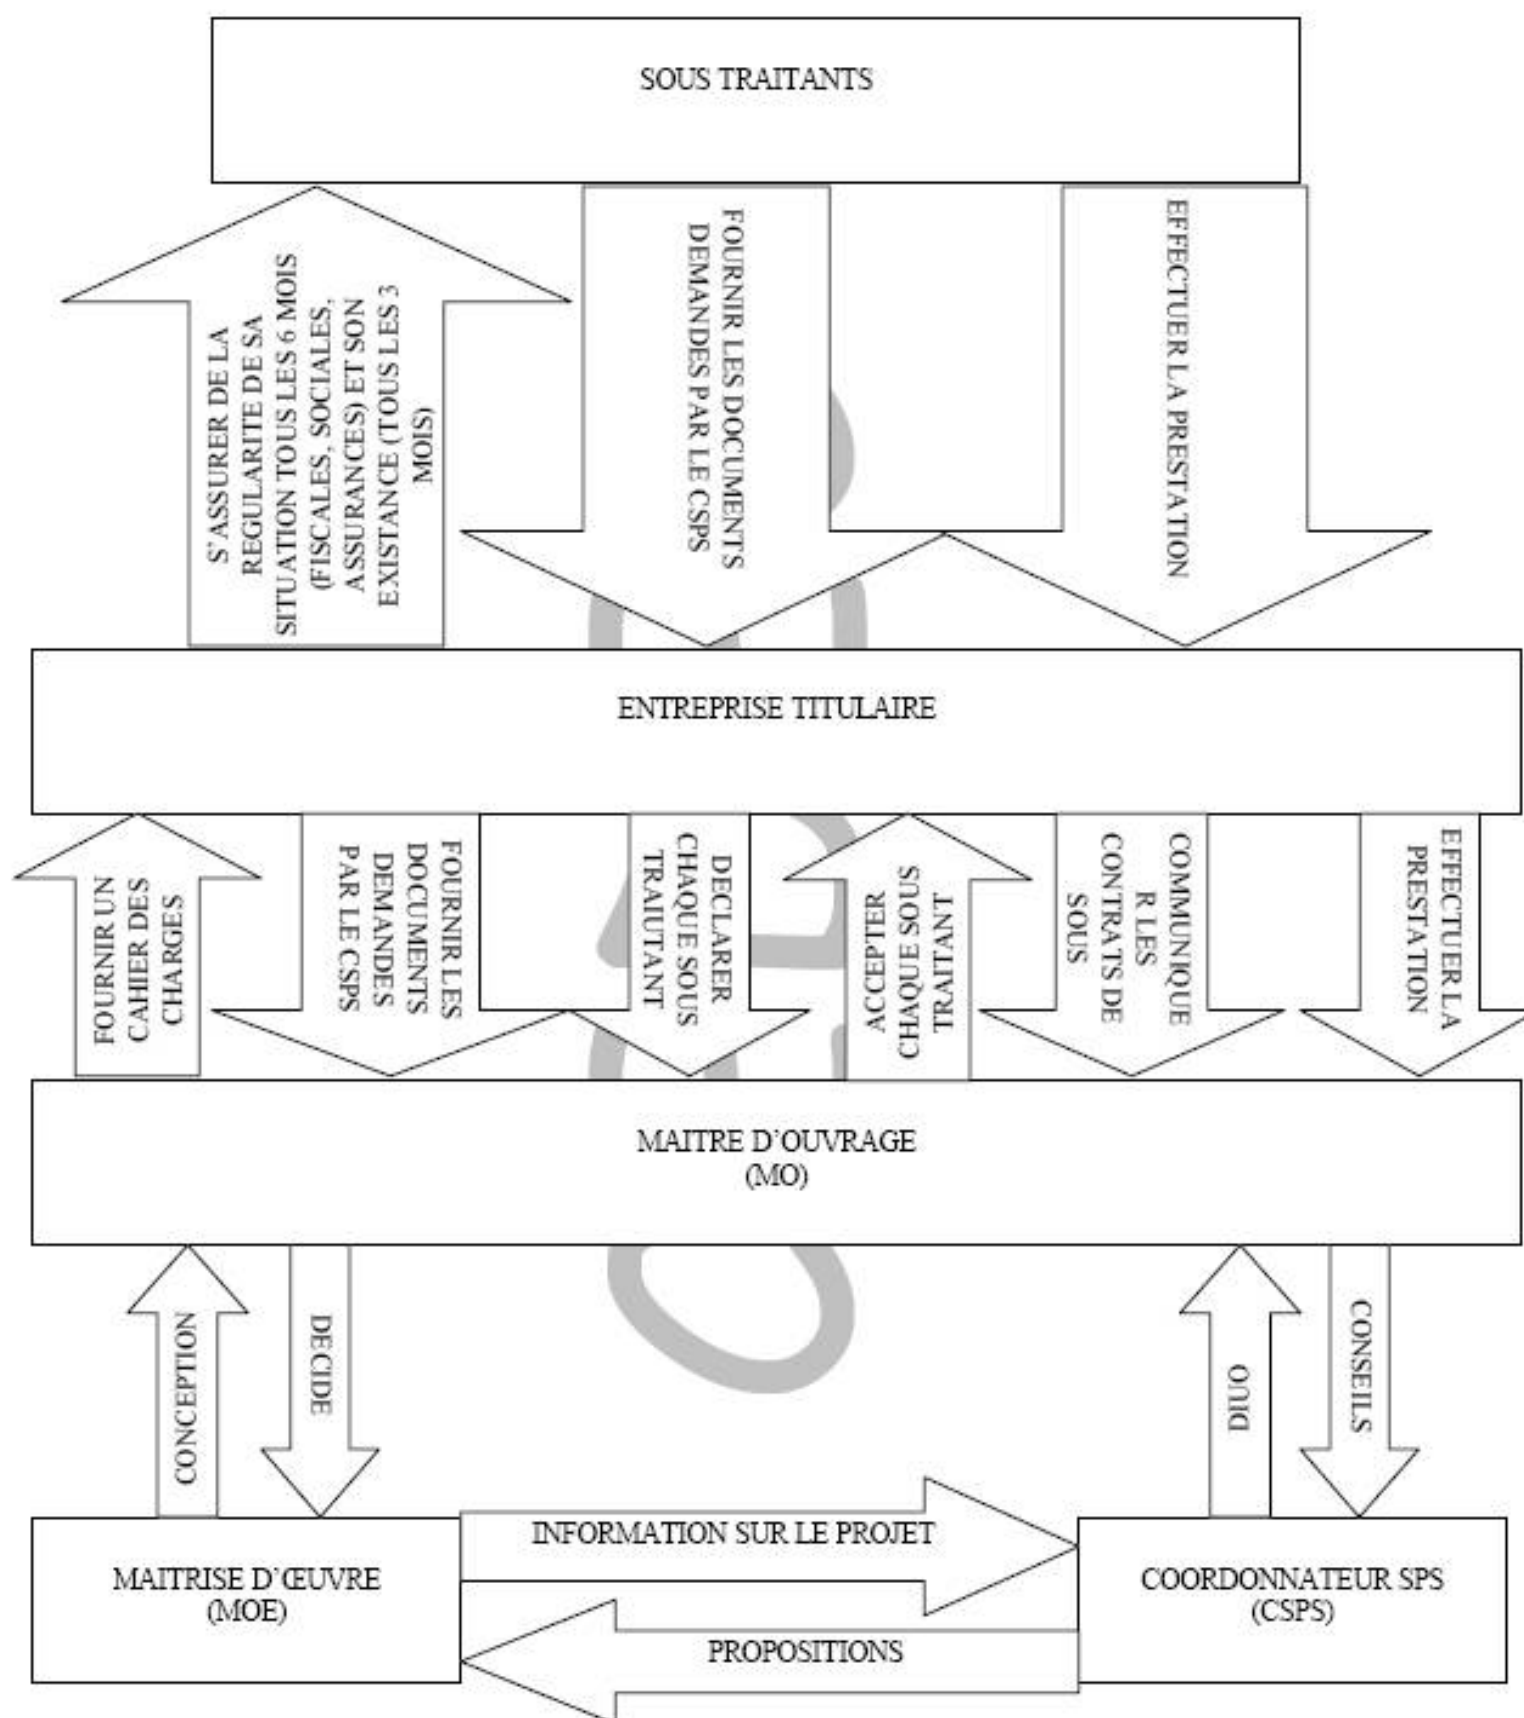 SOUS TRAITANTS
S'ASSURER DE LA
REGULARITE DE SA
SITUATION TOUS LES 6 MOIS
(FISCALES, SOCIALES,
ASSURANCES) ET SON
EXISTANCE (TOUS LES 3
MOIS)
FOURNIR LES DOCUMENTS
DEMANDES PAR LE CSPS
EFFECTUER LA PRESTATION
ENTREPRISE TITULAIRE
FOURNIR UN
CAHIER DES
CHARGES
FOURNIR LES
DOCUMENTS
DEMANDES
PAR LE CSPS
DECLARER
CHAQUE SOUS
TRAIUTANT
ACCEPTER
CHAQUE SOUS
TRAITANT
COMMUNIQUE
R LES
CONTRATS DE
SOUS
EFFECTUER LA
PRESTATION
MAITRE D'OUVRAGE
(MO)
CONCEPTION
DECIDE
DIUO
CONSEILS
MAITRISE D'ŒUVRE
(MOE)
INFORMATION SUR LE PROJET
PROPOSITIONS
COORDONNATEUR SPS
(CSPS)